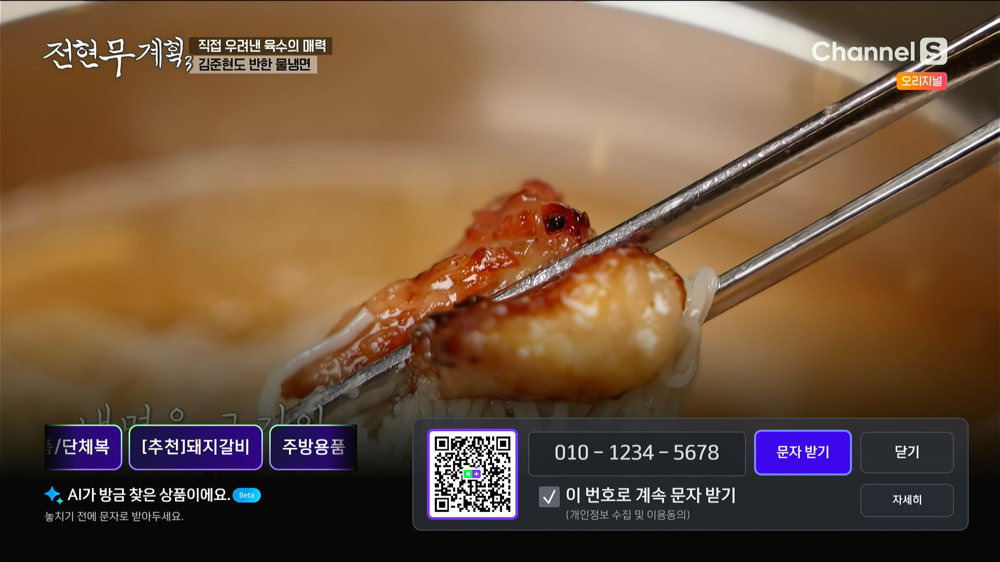 전현무계획3
직접 우려낸 육수의 매력
김준현도 반한 물냉면
Channel S
오리지널
/단체복
[추천]돼지갈비
주방용품
AI가 방금 찾은 상품이에요. Beta
놓치기 전에 문자로 받아두세요.
N+
010 - 1234 - 5678
문자 받기
닫기
이 번호로 계속 문자 받기
(개인정보 수집 및 이용동의)
자세히